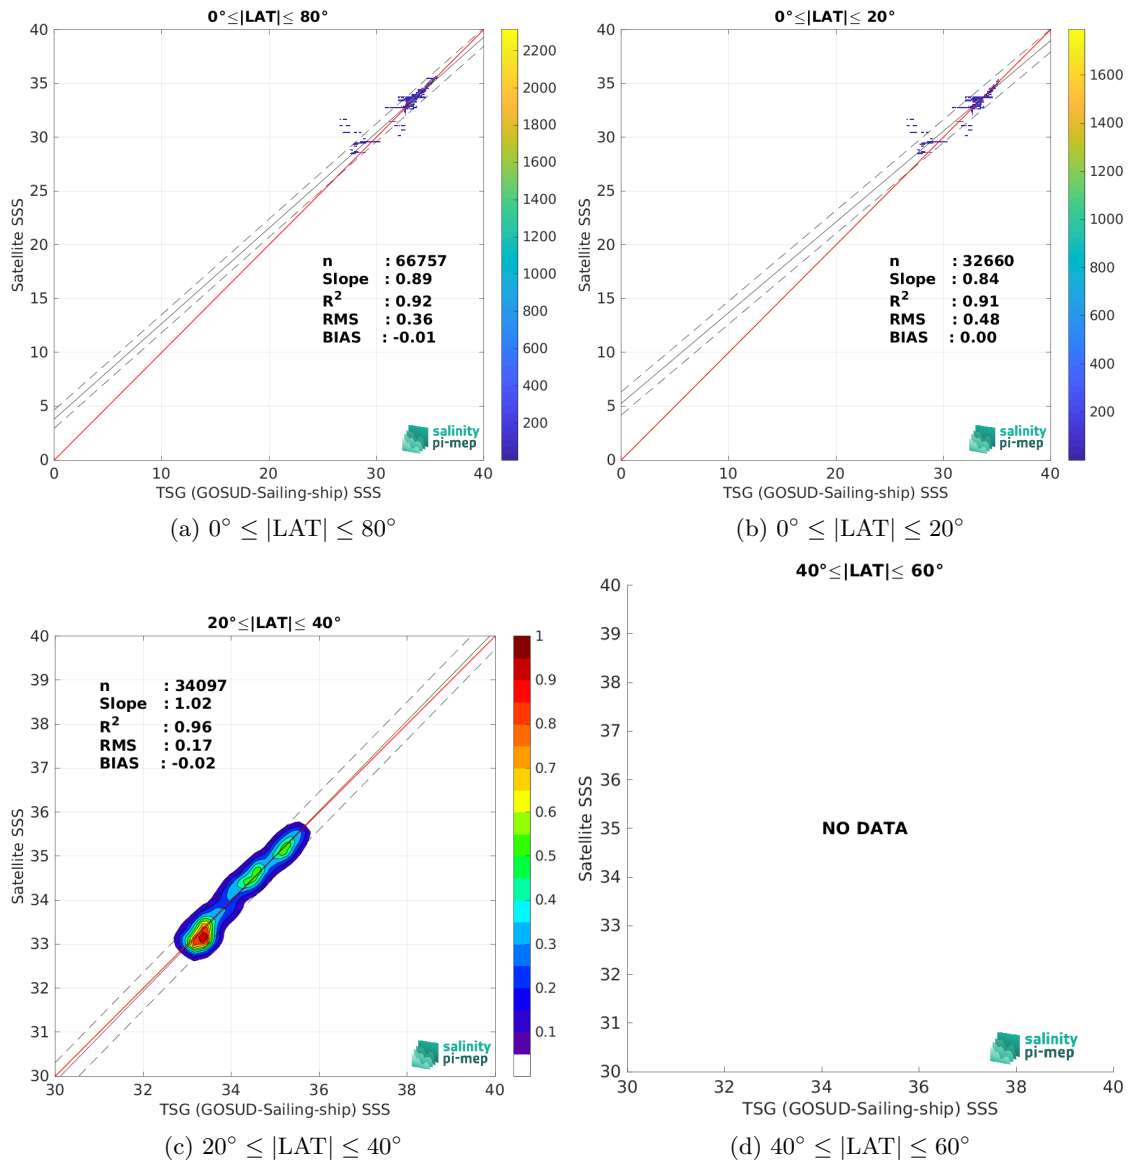 0°≤|LAT|≤ 80°
40
35
30
25
20
15
10
5
0
0
10
20
30
40
Satellite SSS
TSG (GOSUD-Sailing-ship) SSS
n : 66757
Slope : 0.89
R² : 0.92
RMS : 0.36
BIAS : -0.01
salinity
pi-mep
2200
2000
1800
1600
1400
1200
1000
800
600
400
200
(a) 0° ≤ |LAT| ≤ 80°
0°≤|LAT|≤ 20°
40
35
30
25
20
15
10
5
0
0
10
20
30
40
Satellite SSS
TSG (GOSUD-Sailing-ship) SSS
n : 32660
Slope : 0.84
R² : 0.91
RMS : 0.48
BIAS : 0.00
salinity
pi-mep
1600
1400
1200
1000
800
600
400
200
(b) 0° ≤ |LAT| ≤ 20°
20°≤|LAT|≤ 40°
40
39
38
37
36
35
34
33
32
31
30
30
32
34
36
38
40
Satellite SSS
TSG (GOSUD-Sailing-ship) SSS
n : 34097
Slope : 1.02
R² : 0.96
RMS : 0.17
BIAS : -0.02
salinity
pi-mep
1
0.9
0.8
0.7
0.6
0.5
0.4
0.3
0.2
0.1
(c) 20° ≤ |LAT| ≤ 40°
40°≤|LAT|≤ 60°
40
39
38
37
36
35
34
33
32
31
30
30
32
34
36
38
40
Satellite SSS
TSG (GOSUD-Sailing-ship) SSS
NO DATA
salinity
pi-mep
(d) 40° ≤ |LAT| ≤ 60°